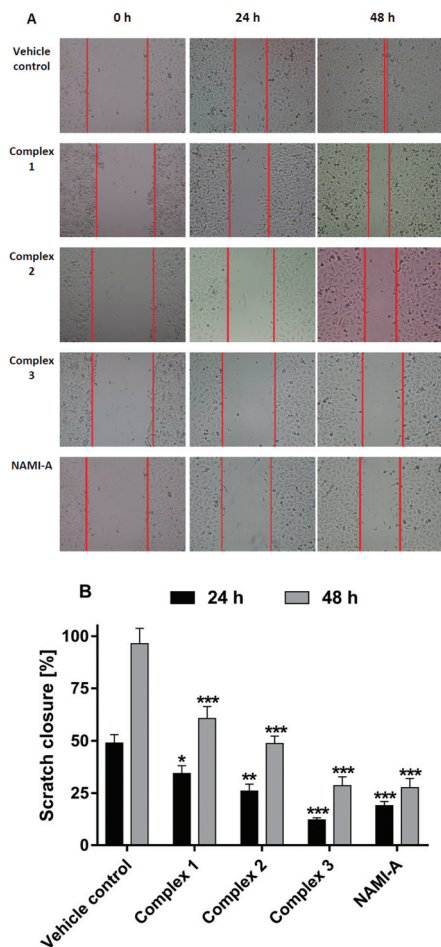 A
0 h 24 h 48 h
Vehicle
control
Complex
1
Complex
2
Complex
3
NAMI-A
B
24 h 48 h
Scratch closure [%]
100
75
50
25
0
*
***
**
***
***
***
***
***
Vehicle control
Complex 1
Complex 2
Complex 3
NAMI-A